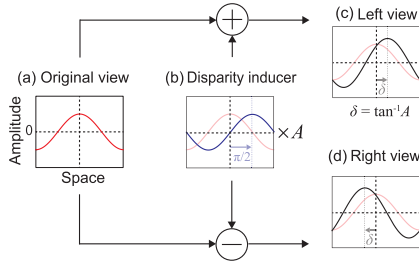 (c) Left view
δ
δ = tan⁻¹A
(a) Original view
Amplitude
0
Space
(b) Disparity inducer
π/2
×A
(d) Right view
δ